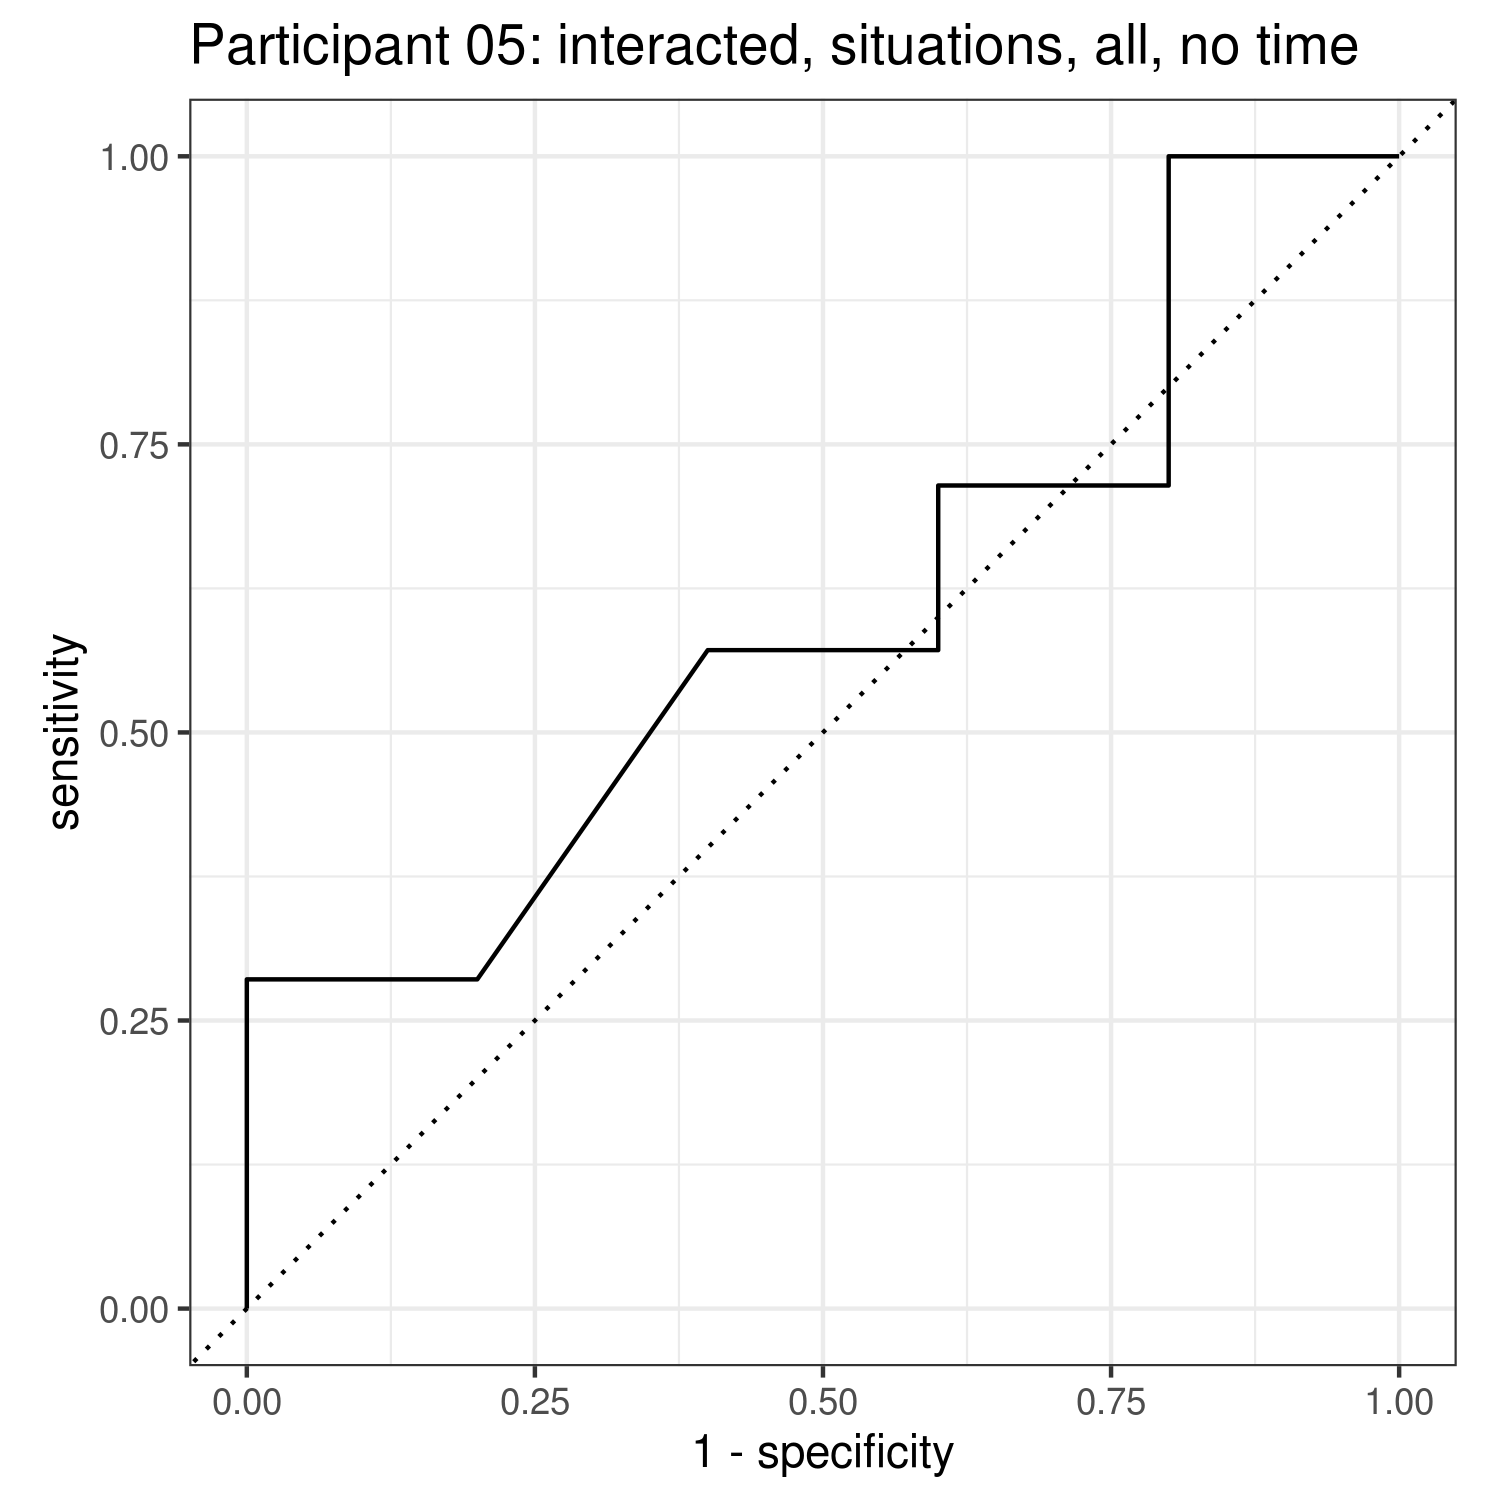 Participant 05: interacted, situations, all, no time
1.00
0.75
0.50
0.25
0.00
sensitivity
0.00 0.25 0.50 0.75 1.00
1 - specificity